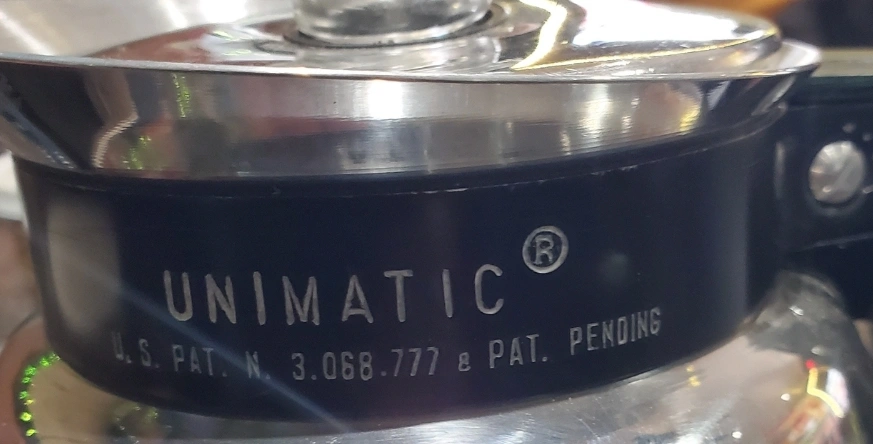 UNIMATIC®
U.S. PAT. N. 3.068.777 & PAT. PENDING